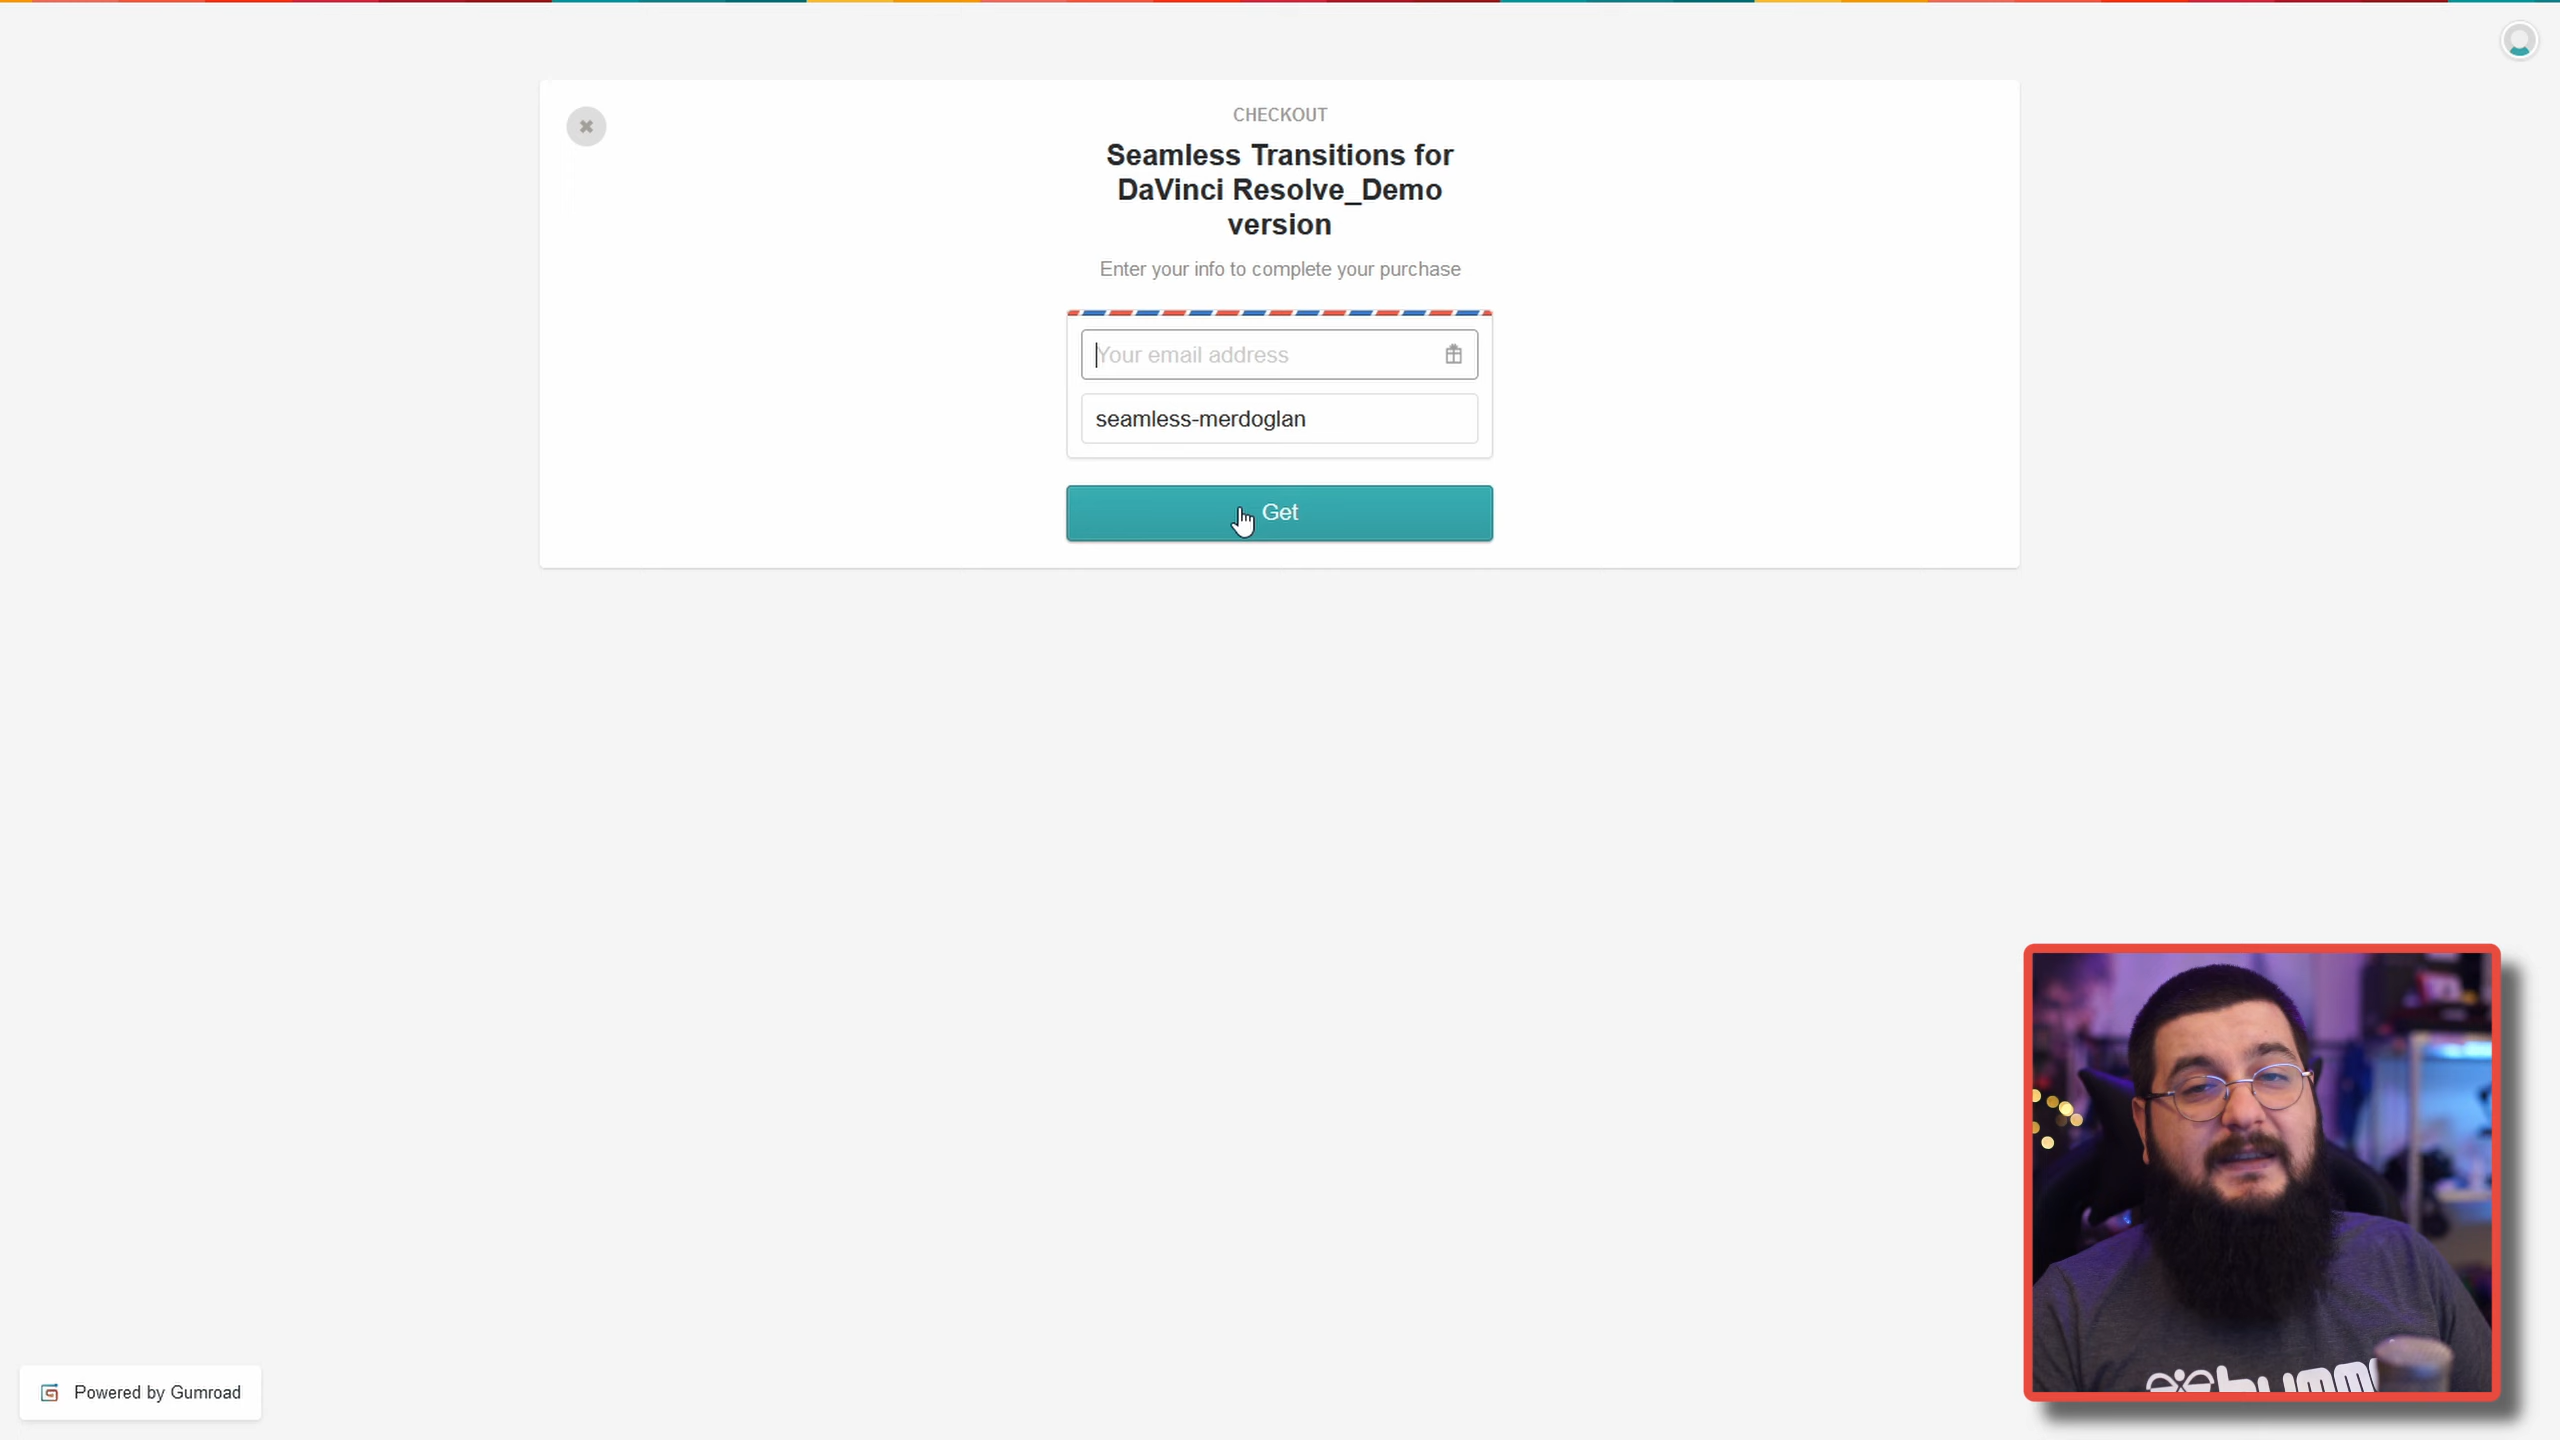 CHECKOUT
Seamless Transitions for
DaVinci Resolve_Demo
version
Enter your info to complete your purchase
Your email address
seamless-merdoglan
Get
Powered by Gumroad